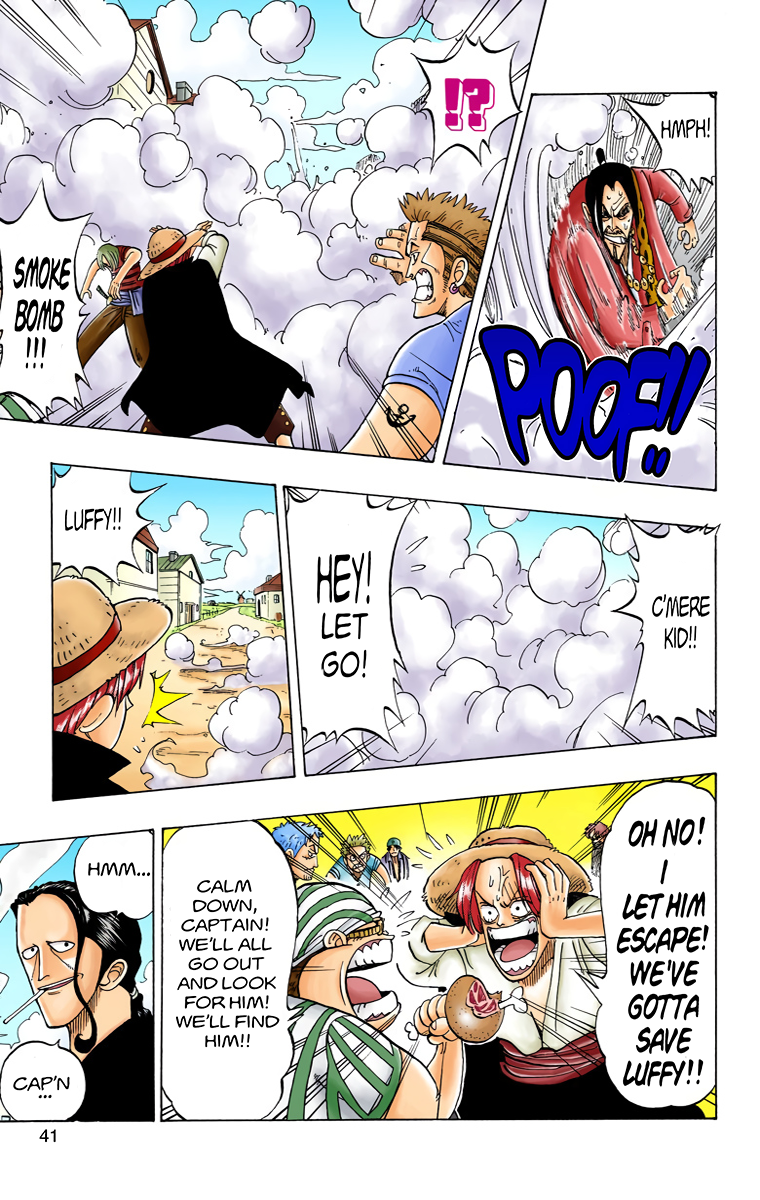 HMPH!
POOF!!
!?
SMOKE
BOMB
!!!
C'MERE
KID!!
HEY!
LET
GO!
LUFFY!!
OH NO!
I
LET HIM
ESCAPE!
WE'VE
GOTTA
SAVE
LUFFY!!
CALM
DOWN,
CAPTAIN!
WE'LL ALL
GO OUT
AND LOOK
FOR HIM!
WE'LL FIND
HIM!!
HMM...
CAP'N
...
41